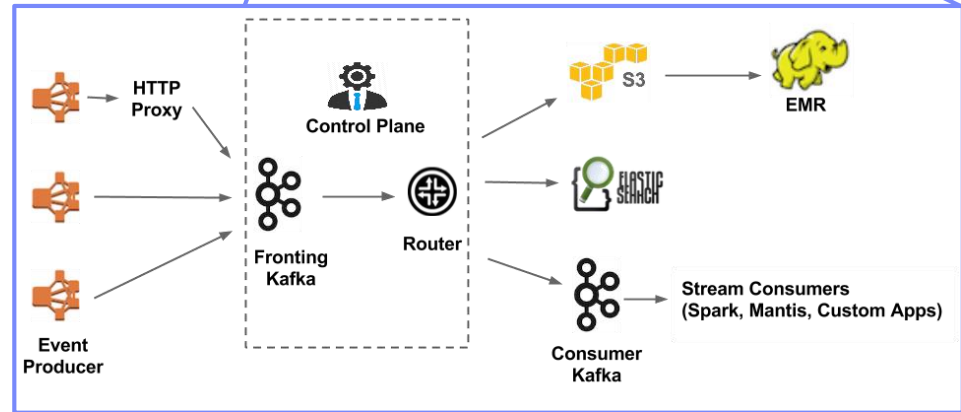 HTTP
Proxy
Control Plane
S3
EMR
ELASTIC
SEARCH
Fronting
Kafka
Router
Stream Consumers
(Spark, Mantis, Custom Apps)
Event
Producer
Consumer
Kafka